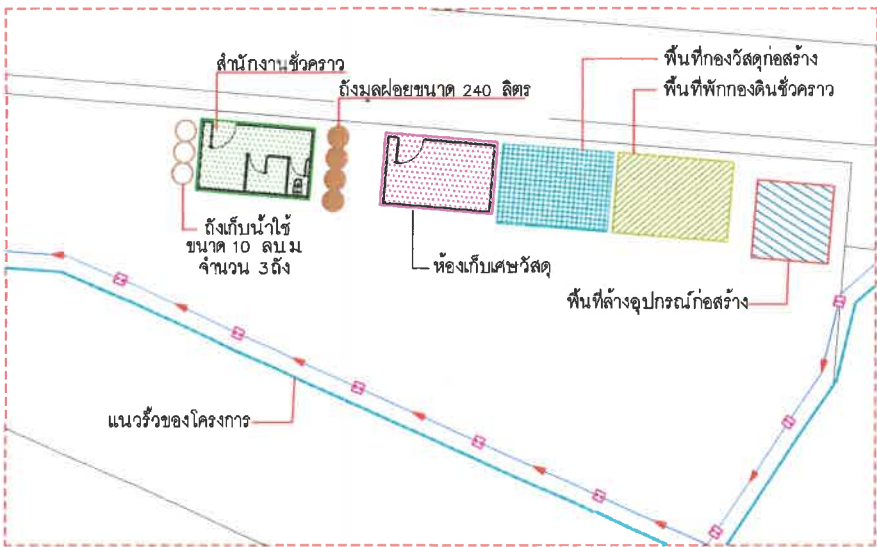 สำนักงานชั่วคราว
ถังมูลฝอยขนาด 240 ลิตร
พื้นที่กองวัสดุก่อสร้าง
พื้นที่พักกองดินชั่วคราว
ถังเก็บน้ำใช้
ขนาด 10 ลบ.ม
จำนวน 3 ถัง
ห้องเก็บเศษวัสดุ
พื้นที่ล้างอุปกรณ์ก่อสร้าง
แนวรั้วของโครงการ